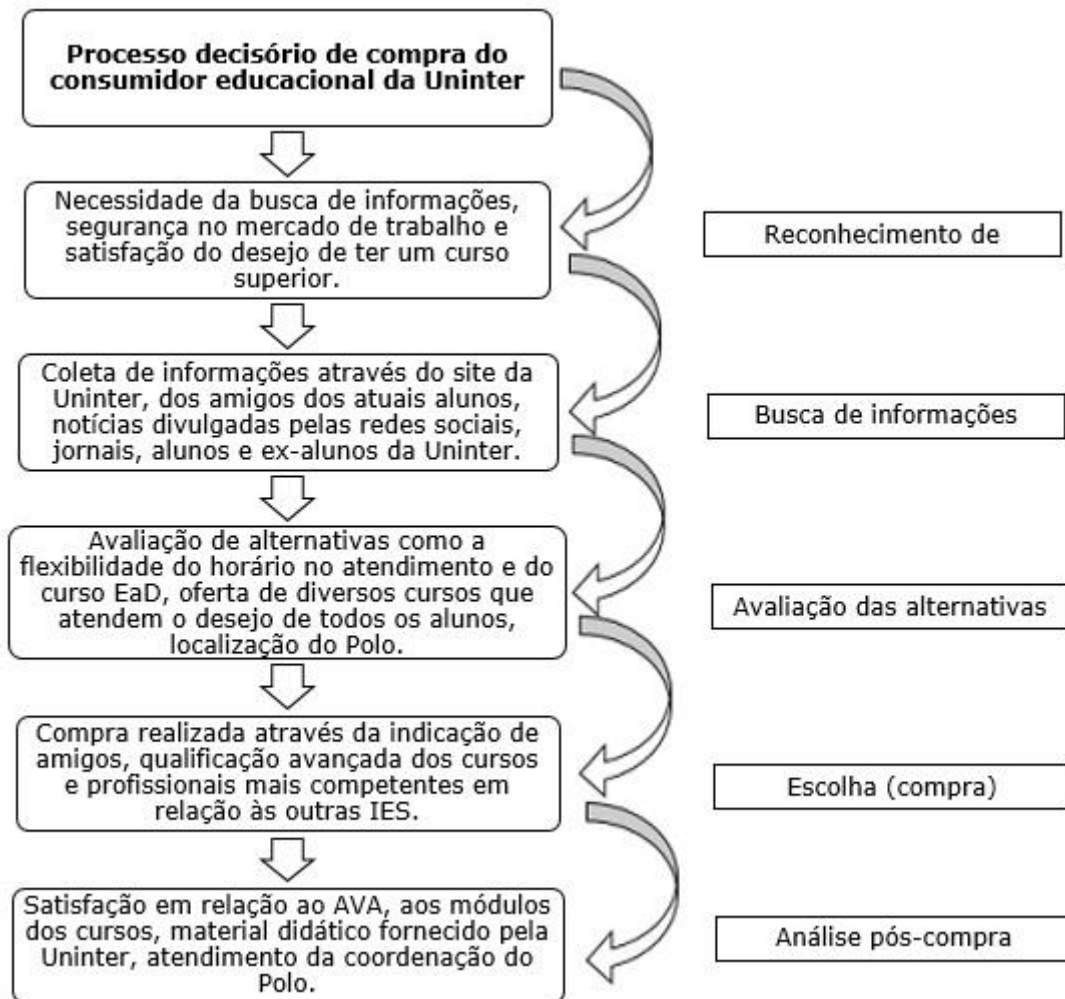 Processo decisório de compra do
consumidor educacional da Uninter
Necessidade da busca de informações,
segurança no mercado de trabalho e
satisfação do desejo de ter um curso
superior.
Reconhecimento de
Coleta de informações através do site da
Uninter, dos amigos dos atuais alunos,
notícias divulgadas pelas redes sociais,
jornais, alunos e ex-alunos da Uninter.
Busca de informações
Avaliação de alternativas como a
flexibilidade do horário no atendimento e do
curso EaD, oferta de diversos cursos que
atendem o desejo de todos os alunos,
localização do Polo.
Avaliação das alternativas
Compra realizada através da indicação de
amigos, qualificação avançada dos cursos
e profissionais mais competentes em
relação às outras IES.
Escolha (compra)
Satisfação em relação ao AVA, aos módulos
dos cursos, material didático fornecido pela
Uninter, atendimento da coordenação do
Polo.
Análise pós-compra